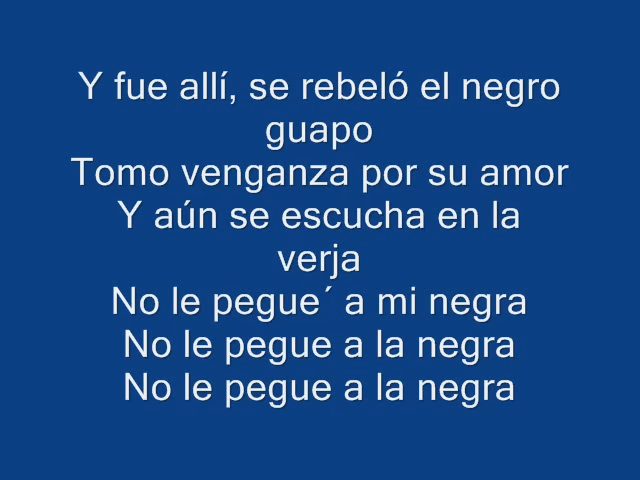 Y fue allí, se rebeló el negro
guapo
Tomo venganza por su amor
Y aún se escucha en la
verja
No le pegue´ a mi negra
No le pegue a la negra
No le pegue a la negra